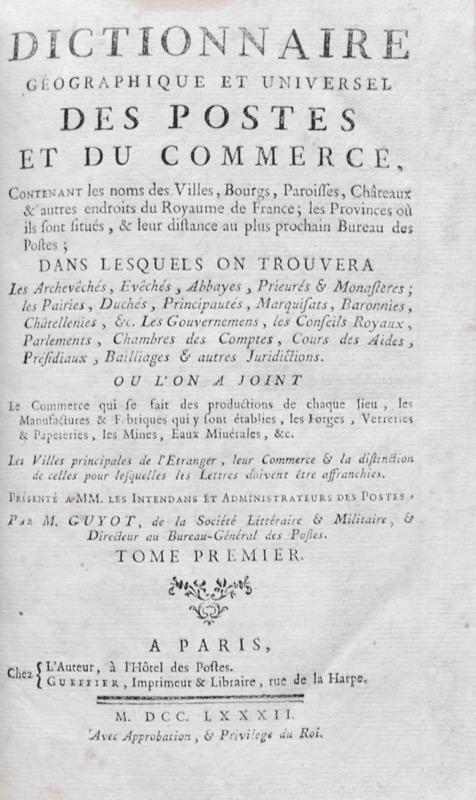 DICTIONNAIRE
GÉOGRAPHIQUE ET UNIVERSEL
DES POSTES
ET DU COMMERCE,
CONTENANT les noms des Villes, Bourgs, Paroisses, Châteaux
& autres endroits du Royaume de France; les Provinces où
ils sont situés, & leur distance au plus prochain Bureau des
Postes;
DANS LESQUELS ON TROUVERA
Les Archevêchés, Evêchés, Abbayes, Prieurés & Monastères;
les Pairies, Duchés, Principautés, Marquisats, Baronnies,
Châtellenies, &c. Les Gouvernemens, les Conseils Royaux,
Parlements, Chambres des Comptes, Cours des Aides,
Présidiaux, Bailliages & autres Juridictions.
OU L'ON A JOINT
Le Commerce qui se fait des productions de chaque lieu, les
Manufactures & Fabriques qui y sont établies, les Forges, Verreries
& Papeteries, les Mines, Eaux Minérales, &c.
Les Villes principales de l'Etranger, leur Commerce & la distinction
de celles pour lesquelles les Lettres doivent être affranchies.
PRÉSENTÉ A MM. LES INTENDANS ET ADMINISTRATEURS DES POSTES,
PAR M. GUYOT, de la Société Littéraire & Militaire, &
Directeur au Bureau-Général des Postes.
TOME PREMIER.
A PARIS,
Chez { L'Auteur, à l'Hôtel des Postes.
GUEFFIER, Imprimeur & Libraire, rue de la Harpe.
M. DCC. LXXXII.
Avec Approbation, & Privilege du Roi.